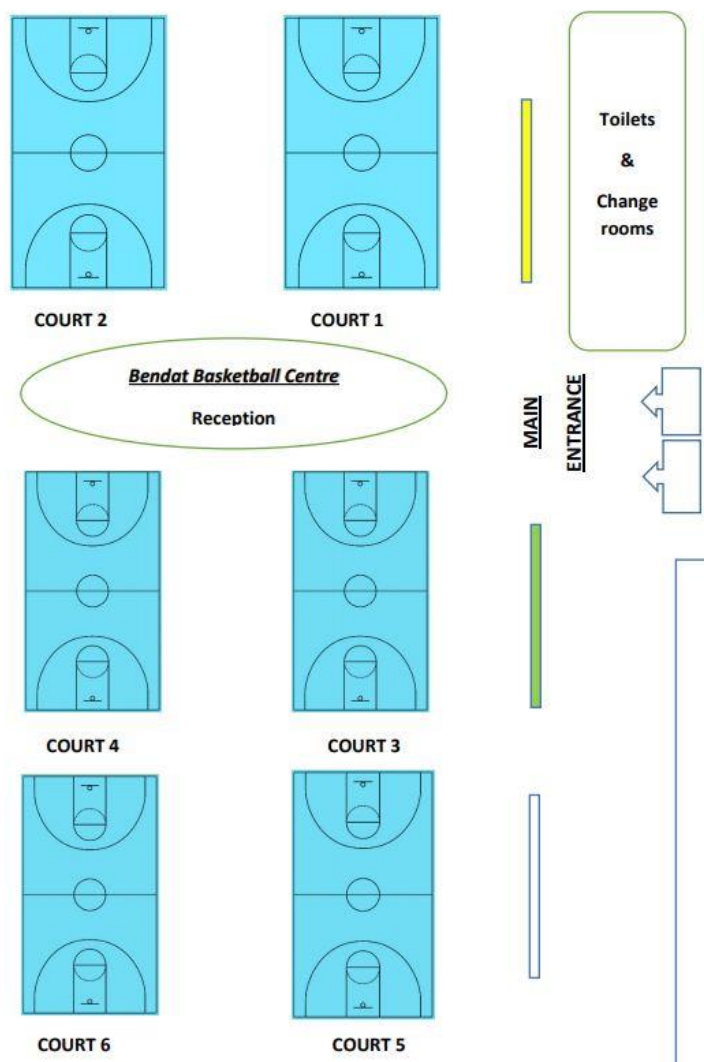 Toilets
&
Change
rooms
COURT 2
COURT 1
Bendat Basketball Centre
Reception
MAIN
ENTRANCE
COURT 4
COURT 3
COURT 6
COURT 5